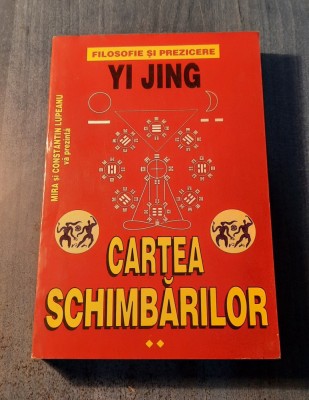 FILOSOFIE ȘI PREZICERE
YI JING
MIRA și CONSTANTIN LUPEANU
vă prezintă
CARTEA
SCHIMBĂRILOR